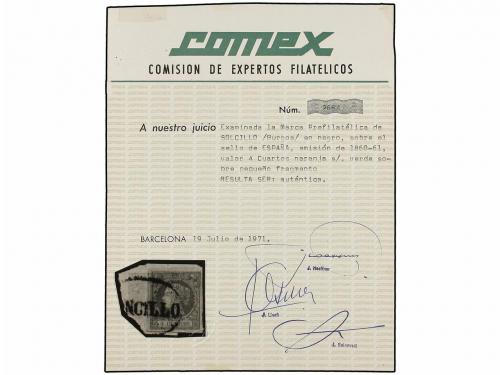 comex
COMISION DE EXPERTOS FILATELICOS
Núm.
A nuestro juicio Examinada la Marca Prefilatélica de
SOLCILLO /Burgos/ en negro, sobre el
sello de ESPAÑA, emisión de 1860-61,
valor 4 Cuartos naranja s/. verde so-
bre pequeño fragmento
RESULTA SER: auténtica.
BARCELONA 19 Julio de 1971.
NCILLO